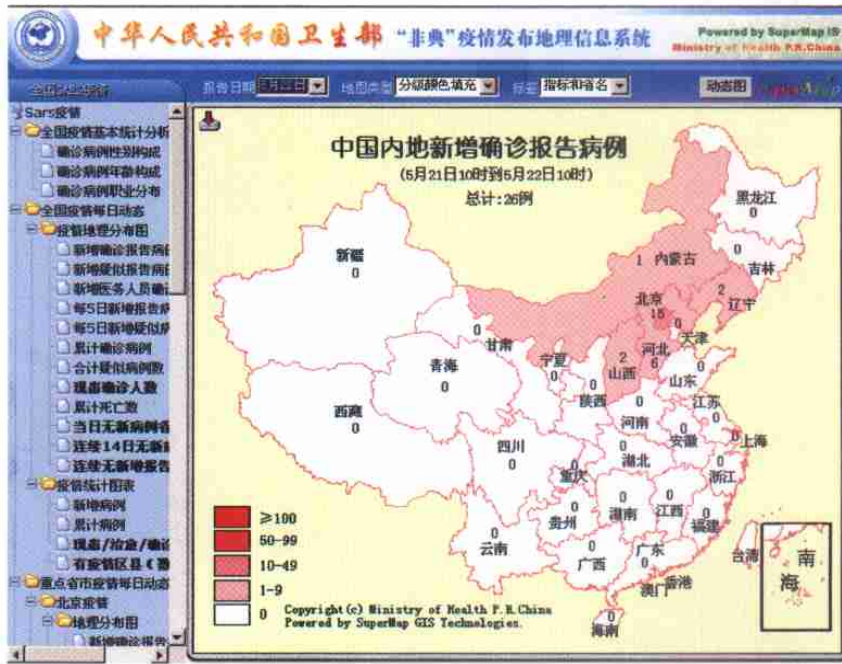 中华人民共和国卫生部 “非典”疫情发布地理信息系统
Powered by SuperMap IS
Ministry of Health P.R.China
报告日期 地图类型 分级颜色填充 标签 指标和省名 动态图
Sars疫情
全国疫情基本统计分析
确诊病例性别构成
确诊病例年龄构成
确诊病例职业分布
全国疫情每日动态
疫情地理分布图
新增确诊报告病
新增疑似报告病
新增医务人员确
每5日新增报告病
每5日新增疑似病
累计确诊病例
合计疑似病例数
现患确诊人数
累计死亡数
当日无新病例省
连续14日无新
连续无新增报告
疫情统计图表
新增病例
累计病例
现患/治愈/确诊
有疫情区县(
重点省市疫情每日动态
北京疫情
地理分布图
新增确诊报告
中国内地新增确诊报告病例
(5月21日10时到5月22日10时)
总计:26例
黑龙江
0
新疆
0
1 内蒙古
0
吉林
2
辽宁
北京
15
0
天津
0
甘肃
宁夏
0
青海
0
2
山西
河北
6
0
山东
0
陕西
西藏
0
0
河南
江苏
0
0
安徽
0
上海
四川
0
0
湖北
0
重庆
0
浙江
0
贵州
0
湖南
0
江西
0
福建
0
云南
0
广西
广东
0
台湾
香港
澳门
0
海南
南
海
≥100
50-99
10-49
1-9
0
Copyright(c) Ministry of Health P.R.China
Powered by SuperMap GIS Technologies.